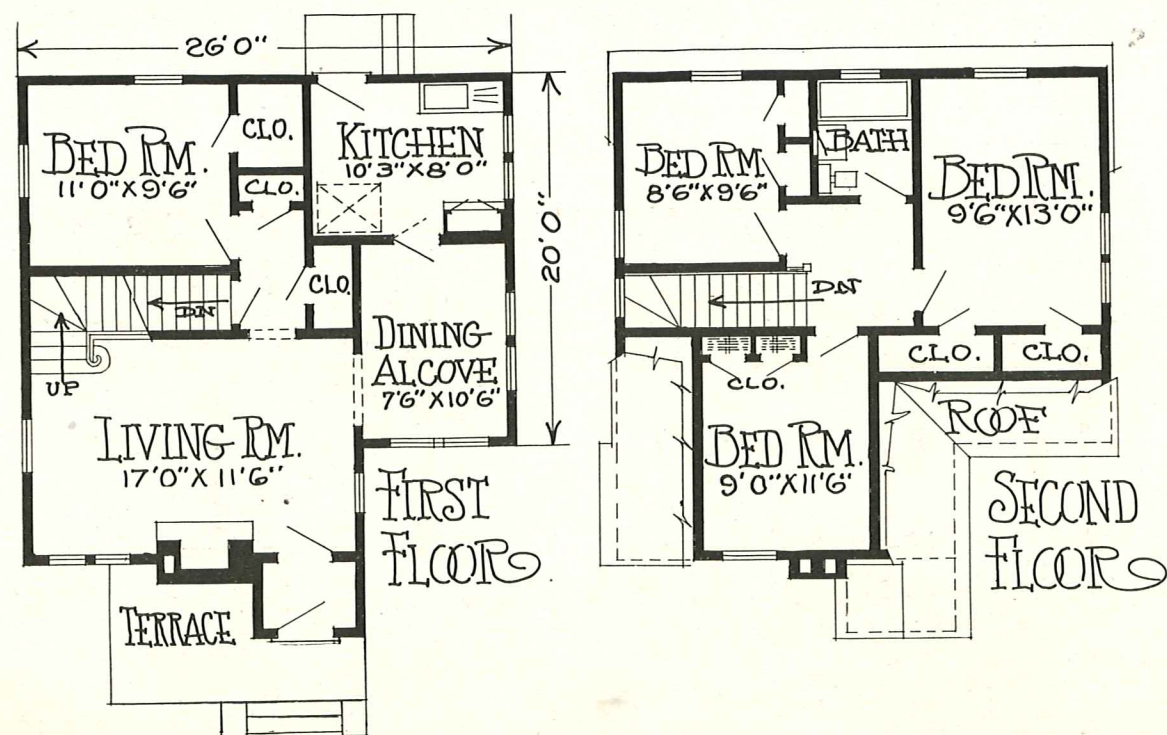 26'0"
BED RM.
11'0"X9'6"
CLO.
CLO.
KITCHEN
10'3"X8'0"
20'0"
DN
UP
CLO.
DINING
ALCOVE
7'6"X10'6"
LIVING RM.
17'0"X11'6"
TERRACE
FIRST
FLOOR
BED RM
8'6"X9'6"
BATH
BED RM.
9'6"X13'0"
DN
CLO.
CLO.
CLO.
BED RM.
9'0"X11'6"
ROOF
SECOND
FLOOR